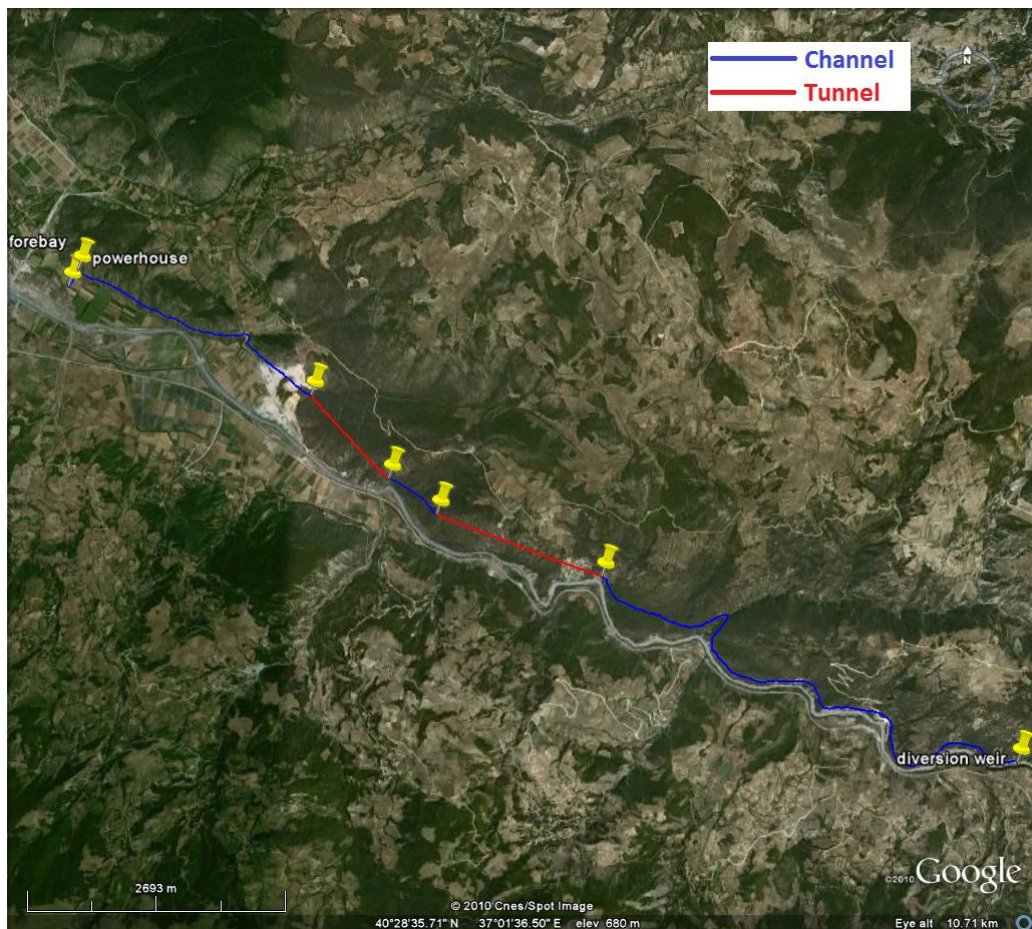 Channel
Tunnel
N
forebay
powerhouse
diversion weir
©2010 Google
2693 m
© 2010 Cnes/Spot Image
40°28'35.71" N 37°01'36.50" E elev 680 m
Eye alt 10.71 km